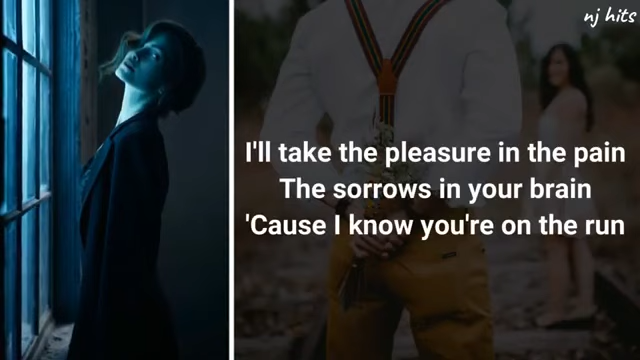 nj hits
I'll take the pleasure in the pain
The sorrows in your brain
'Cause I know you're on the run